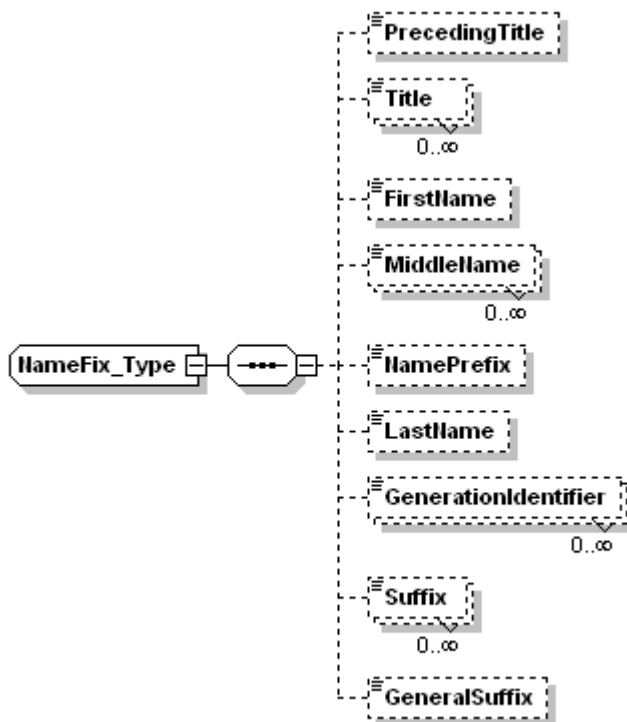 PrecedingTitle
Title
0..∞
FirstName
MiddleName
0..∞
NameFix_Type
NamePrefix
LastName
GenerationIdentifier
0..∞
Suffix
0..∞
GeneralSuffix